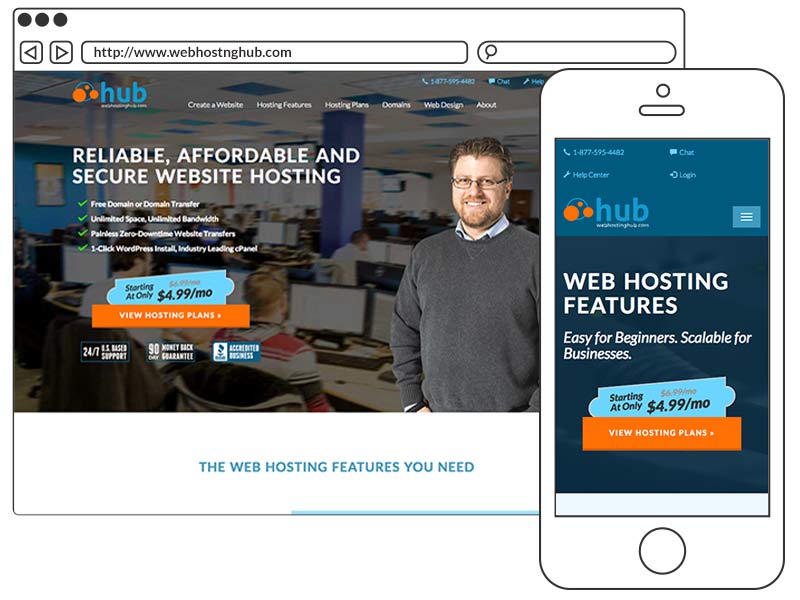 http://www.webhostnghub.com
1-877-595-4482 Chat Help
hub
webhostinghub.com
Create a Website Hosting Features Hosting Plans Domains Web Design About
RELIABLE, AFFORDABLE AND
SECURE WEBSITE HOSTING
Free Domain or Domain Transfer
Unlimited Space, Unlimited Bandwidth
Painless Zero-Downtime Website Transfers
1-Click WordPress Install, Industry Leading cPanel
Starting
At Only
$6.99/mo
$4.99/mo
VIEW HOSTING PLANS »
24/7 U.S. BASED
SUPPORT
90 DAY MONEY BACK
GUARANTEE
BBB ACCREDITED
BUSINESS
THE WEB HOSTING FEATURES YOU NEED
1-877-595-4482 Chat
Help Center Login
hub
webhostinghub.com
WEB HOSTING
FEATURES
Easy for Beginners. Scalable for
Businesses.
Starting
At Only
$6.99/mo
$4.99/mo
VIEW HOSTING PLANS »